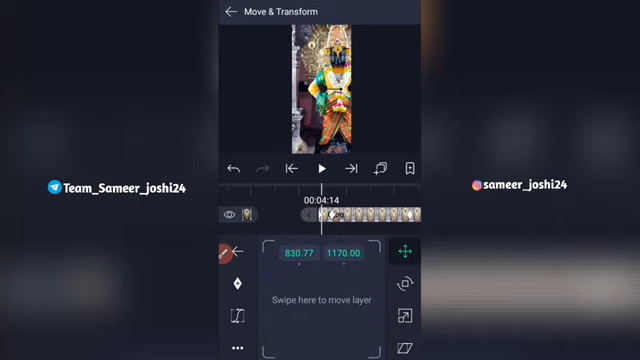 Move & Transform
Team_Sameer_joshi24
sameer_joshi24
00:04:14
830.77 1170.00
Swipe here to move layer